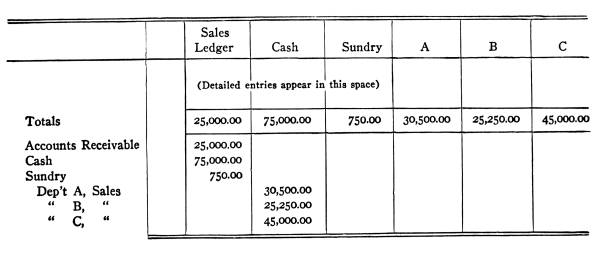 Sales Ledger Cash Sundry A B C
(Detailed entries appear in this space)
Totals 25,000.00 75,000.00 750.00 30,500.00 25,250.00 45,000.00
Accounts Receivable 25,000.00
Cash 75,000.00
Sundry 750.00
Dep't A, Sales 30,500.00
" B, " 25,250.00
" C, " 45,000.00